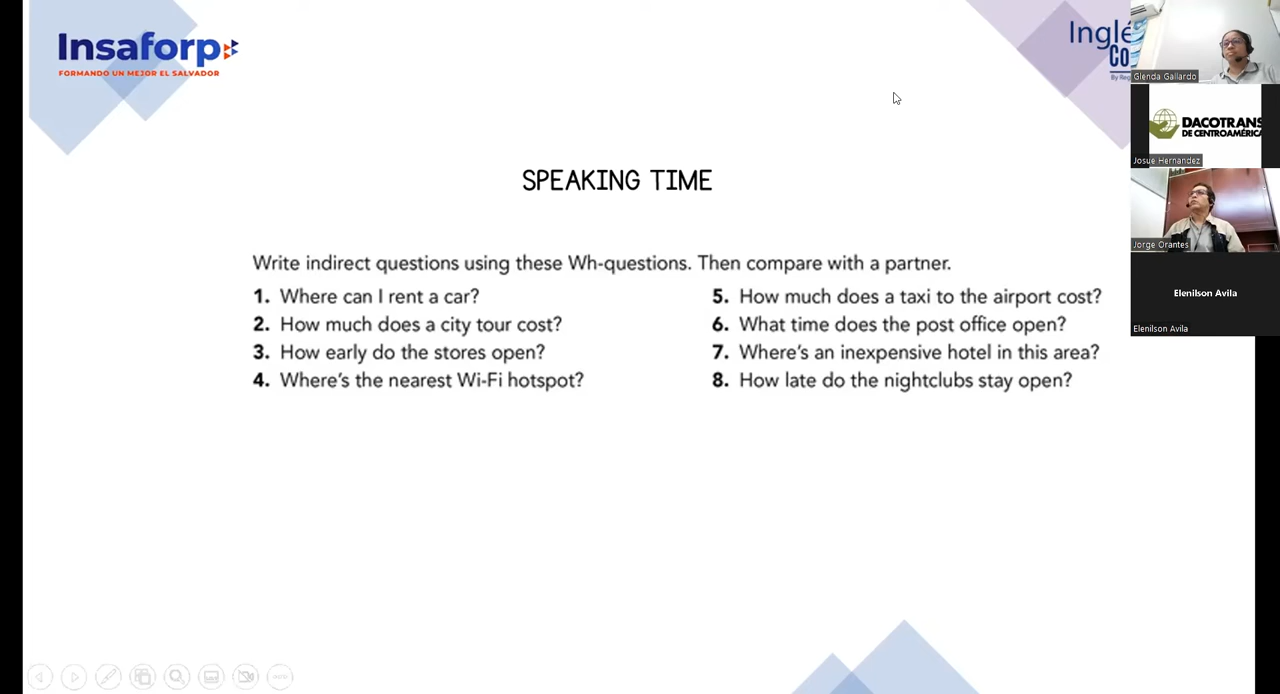 Insaforp
FORMANDO UN MEJOR EL SALVADOR
SPEAKING TIME
Write indirect questions using these Wh-questions. Then compare with a partner.
1. Where can I rent a car?
2. How much does a city tour cost?
3. How early do the stores open?
4. Where's the nearest Wi-Fi hotspot?
5. How much does a taxi to the airport cost?
6. What time does the post office open?
7. Where's an inexpensive hotel in this area?
8. How late do the nightclubs stay open?
Glenda Gallardo
DACOTRANS
DE CENTROAMÉRICA
Josue Hernandez
Jorge Orantes
Elenilson Avila
Elenilson Avila